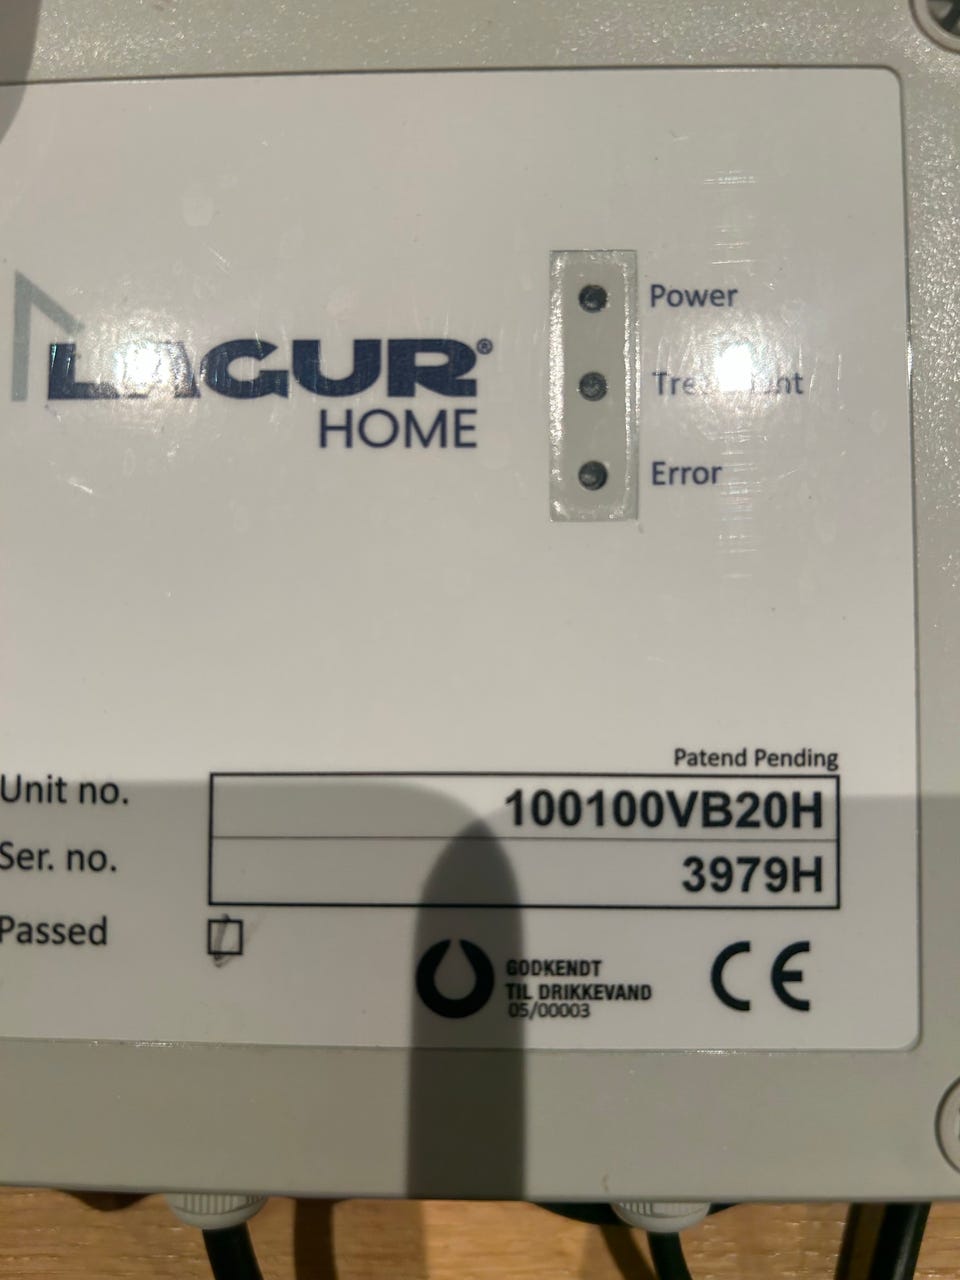 Power
LAGUR®
Treatment
HOME
Error
Patend Pending
Unit no. 100100VB20H
Ser. no. 3979H
Passed
GODKENDT
TIL DRIKKEVAND
05/00003
CE